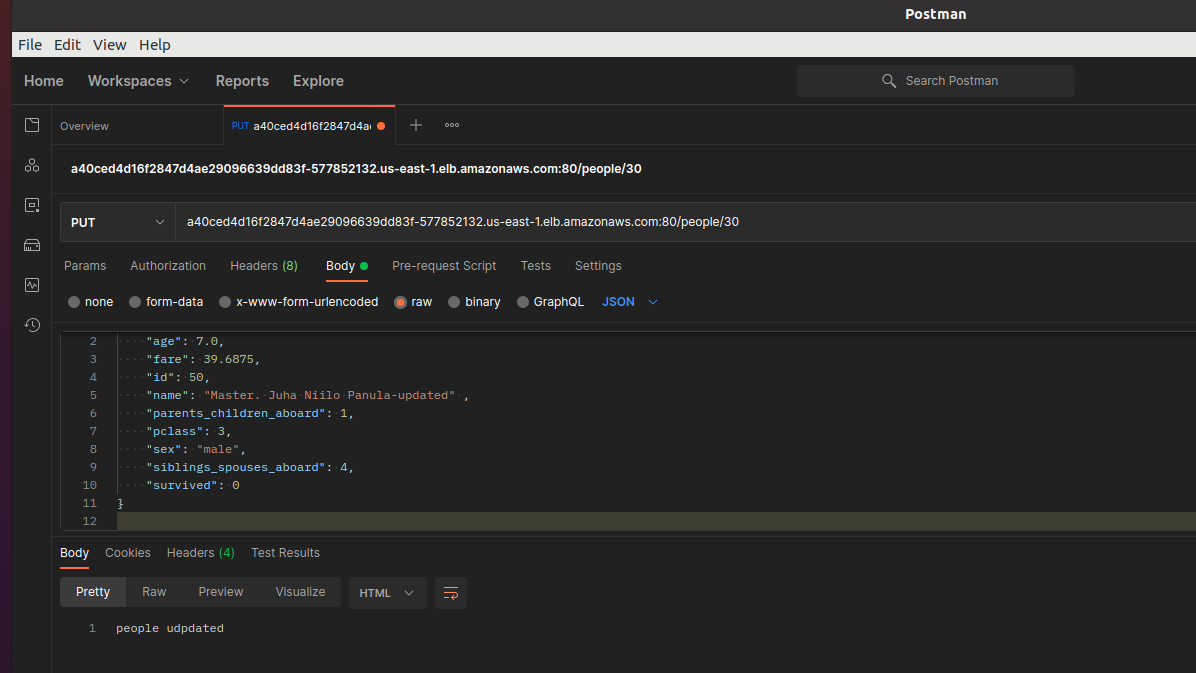 Postman
File Edit View Help
Home Workspaces Reports Explore Search Postman
Overview PUT a40ced4d16f2847d4a
a40ced4d16f2847d4ae29096639dd83f-577852132.us-east-1.elb.amazonaws.com:80/people/30
PUT a40ced4d16f2847d4ae29096639dd83f-577852132.us-east-1.elb.amazonaws.com:80/people/30
Params Authorization Headers (8) Body Pre-request Script Tests Settings
none form-data x-www-form-urlencoded raw binary GraphQL JSON
2 "age": 7.0,
3 "fare": 39.6875,
4 "id": 50,
5 "name": "Master. Juha Niilo Panula-updated" ,
6 "parents_children_aboard": 1,
7 "pclass": 3,
8 "sex": "male",
9 "siblings_spouses_aboard": 4,
10 "survived": 0
11 }
12
Body Cookies Headers (4) Test Results
Pretty Raw Preview Visualize HTML
1 people udpdated